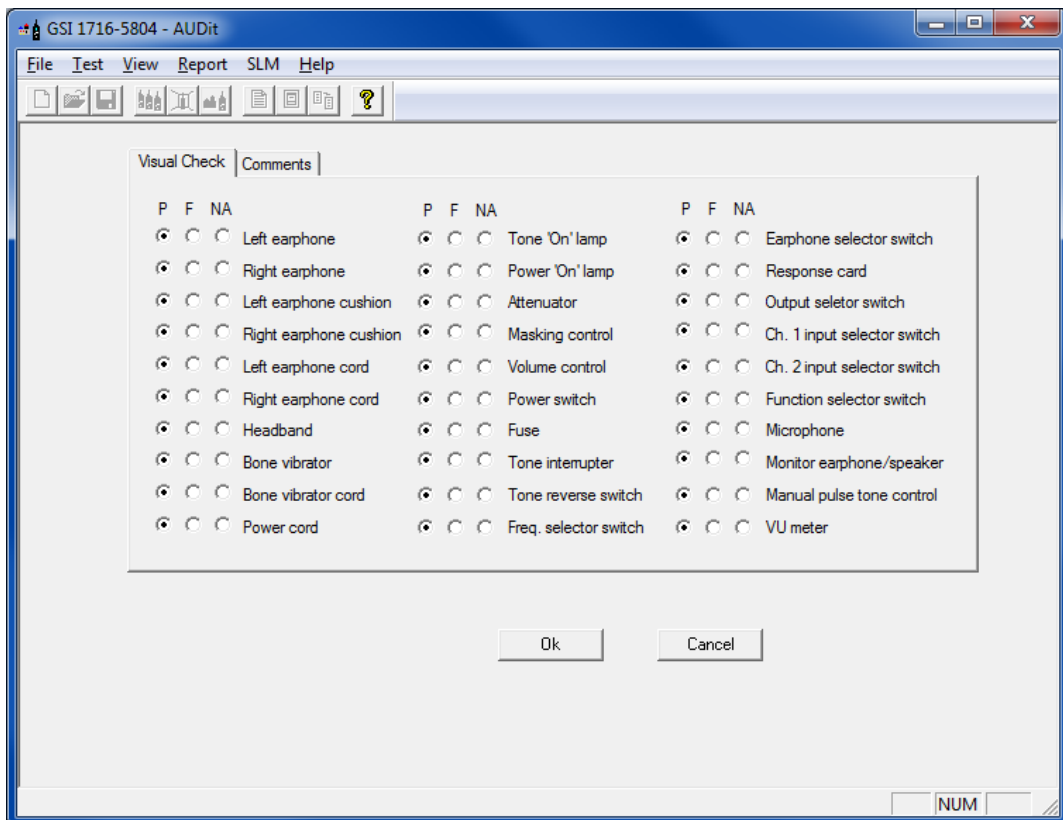 GSI 1716-5804 - AUDit
File Test View Report SLM Help
Visual Check Comments
P F NA P F NA P F NA
Left earphone Tone 'On' lamp Earphone selector switch
Right earphone Power 'On' lamp Response card
Left earphone cushion Attenuator Output seletor switch
Right earphone cushion Masking control Ch. 1 input selector switch
Left earphone cord Volume control Ch. 2 input selector switch
Right earphone cord Power switch Function selector switch
Headband Fuse Microphone
Bone vibrator Tone interrupter Monitor earphone/speaker
Bone vibrator cord Tone reverse switch Manual pulse tone control
Power cord Freq. selector switch VU meter
Ok Cancel
NUM